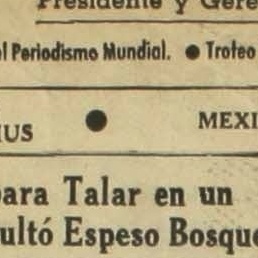 Presidente y Gere
l Periodismo Mundial. ● Trofeo
IUS ● MEXI
para Talar en un
ultó Espeso Bosque